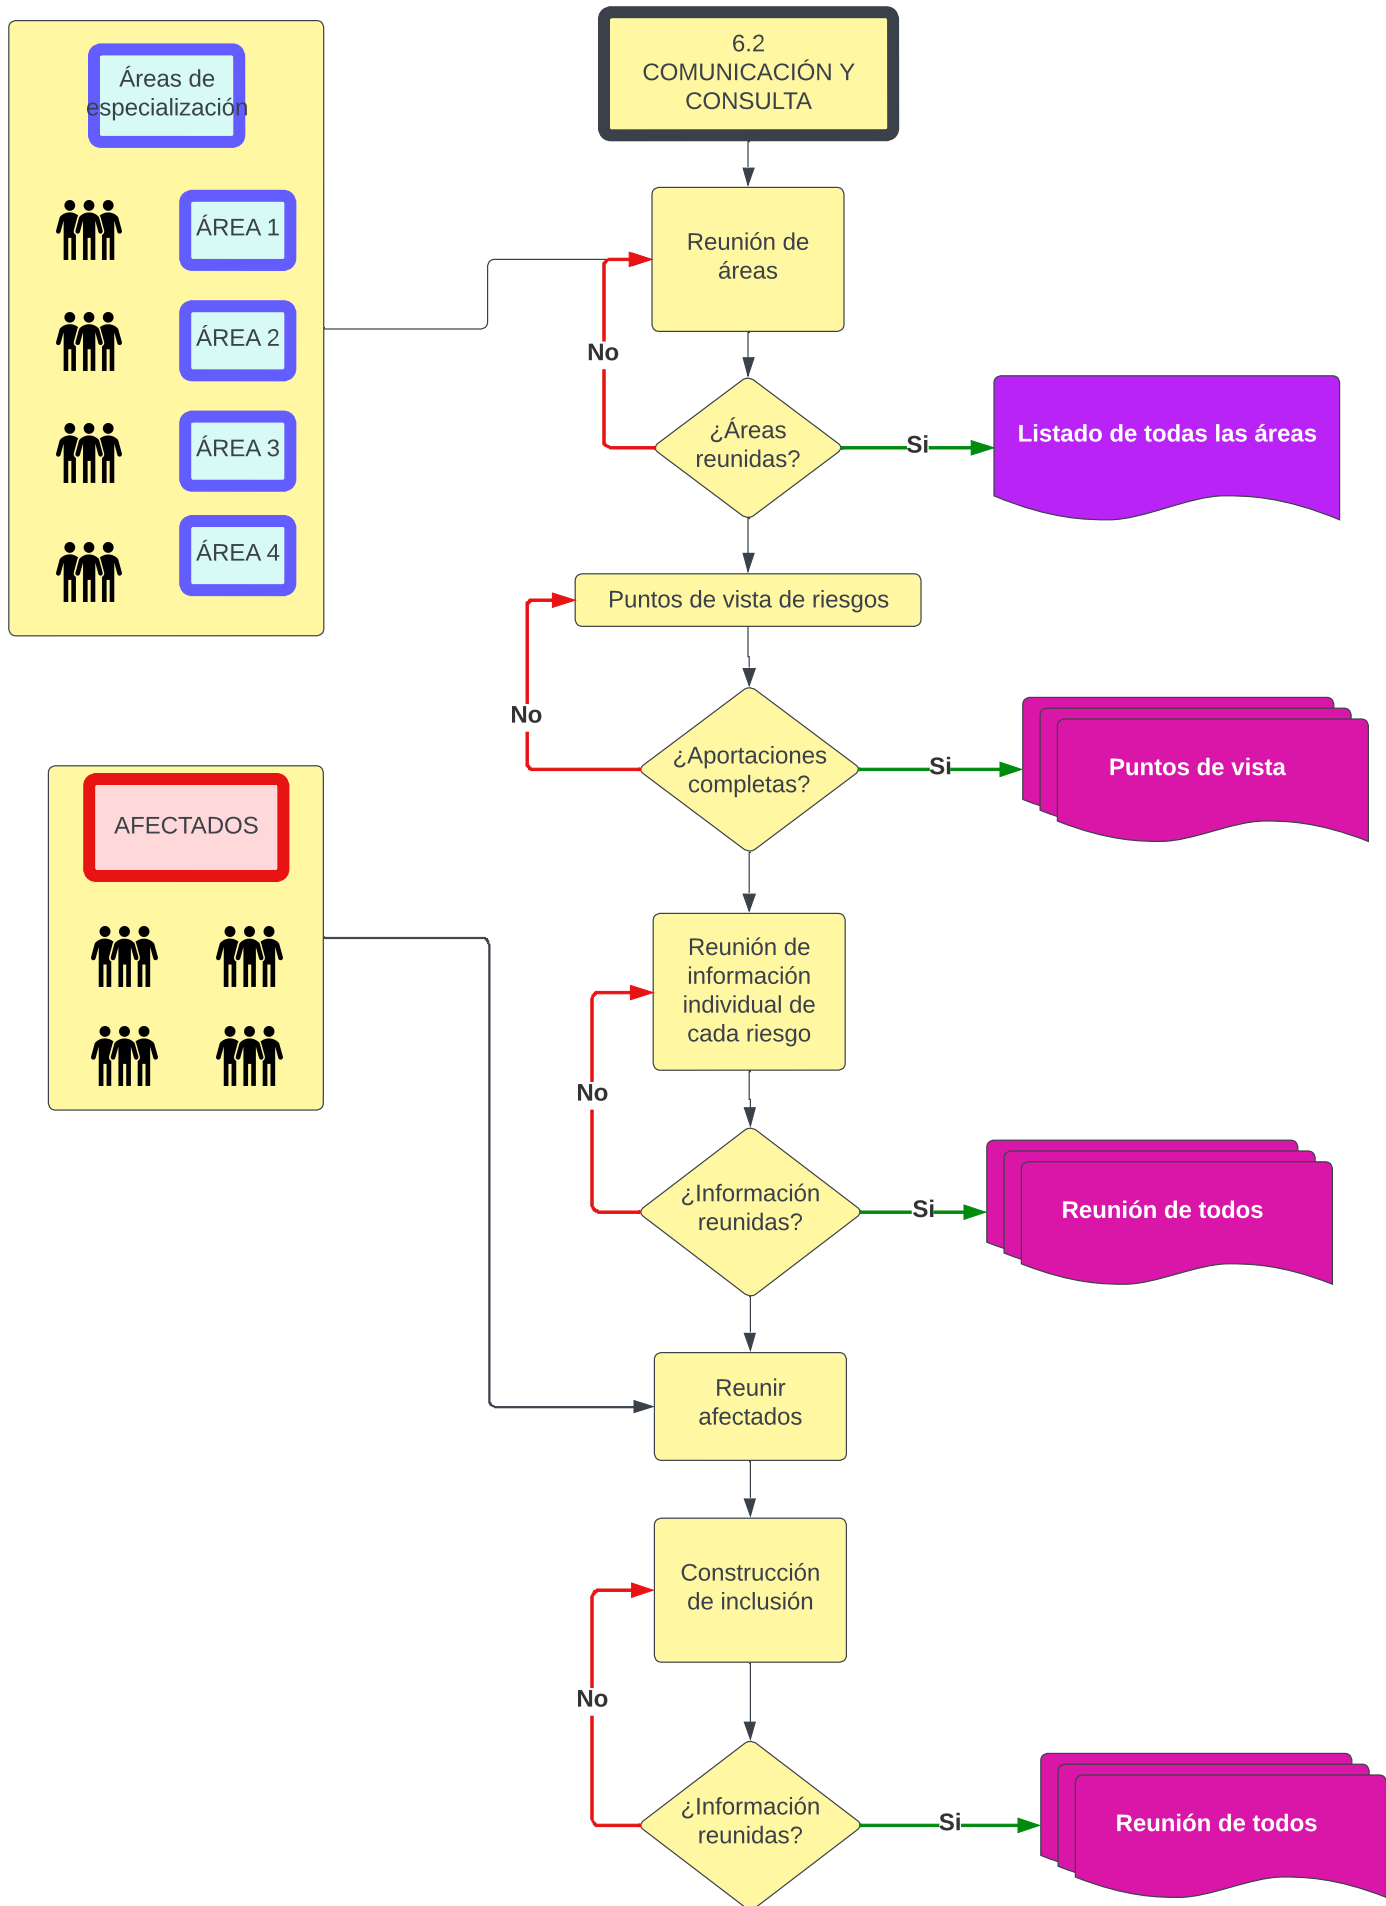 6.2
COMUNICACIÓN Y
CONSULTA
Áreas de
especialización
ÁREA 1
ÁREA 2
ÁREA 3
ÁREA 4
Reunión de
áreas
No
¿Áreas
reunidas?
Si
Listado de todas las áreas
Puntos de vista de riesgos
No
¿Aportaciones
completas?
Si
Puntos de vista
AFECTADOS
Reunión de
información
individual de
cada riesgo
No
¿Información
reunidas?
Si
Reunión de todos
Reunir
afectados
Construcción
de inclusión
No
¿Información
reunidas?
Si
Reunión de todos